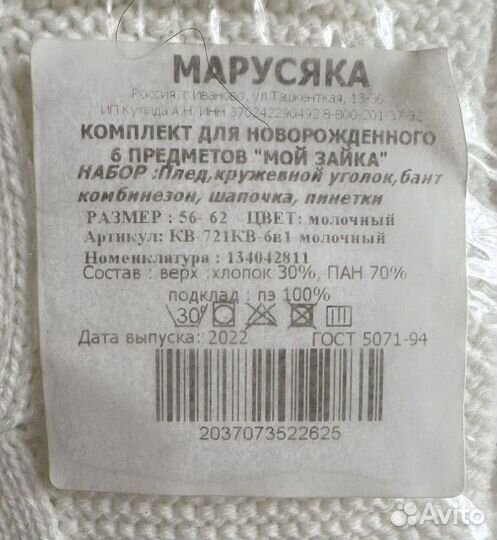 МАРУСЯКА
Россия, г.Иваново, ул.Ташкенткая, 13-96
ИП Купида А.Н. ИНН 370242290492 8-800-201-37-32
КОМПЛЕКТ ДЛЯ НОВОРОЖДЕННОГО
6 ПРЕДМЕТОВ "МОЙ ЗАЙКА"
НАБОР :Плед,кружевной уголок,бант
комбинезон, шапочка, пинетки
РАЗМЕР : 56- 62 ЦВЕТ: молочный
Артикул: КВ-721КВ-6в1 молочный
Номенклатура : 134042811
Состав : верх :хлопок 30%, ПАН 70%
подклад : пэ 100%
30°
Дата выпуска: 2022 ГОСТ 5071-94
2037073522625
Avito